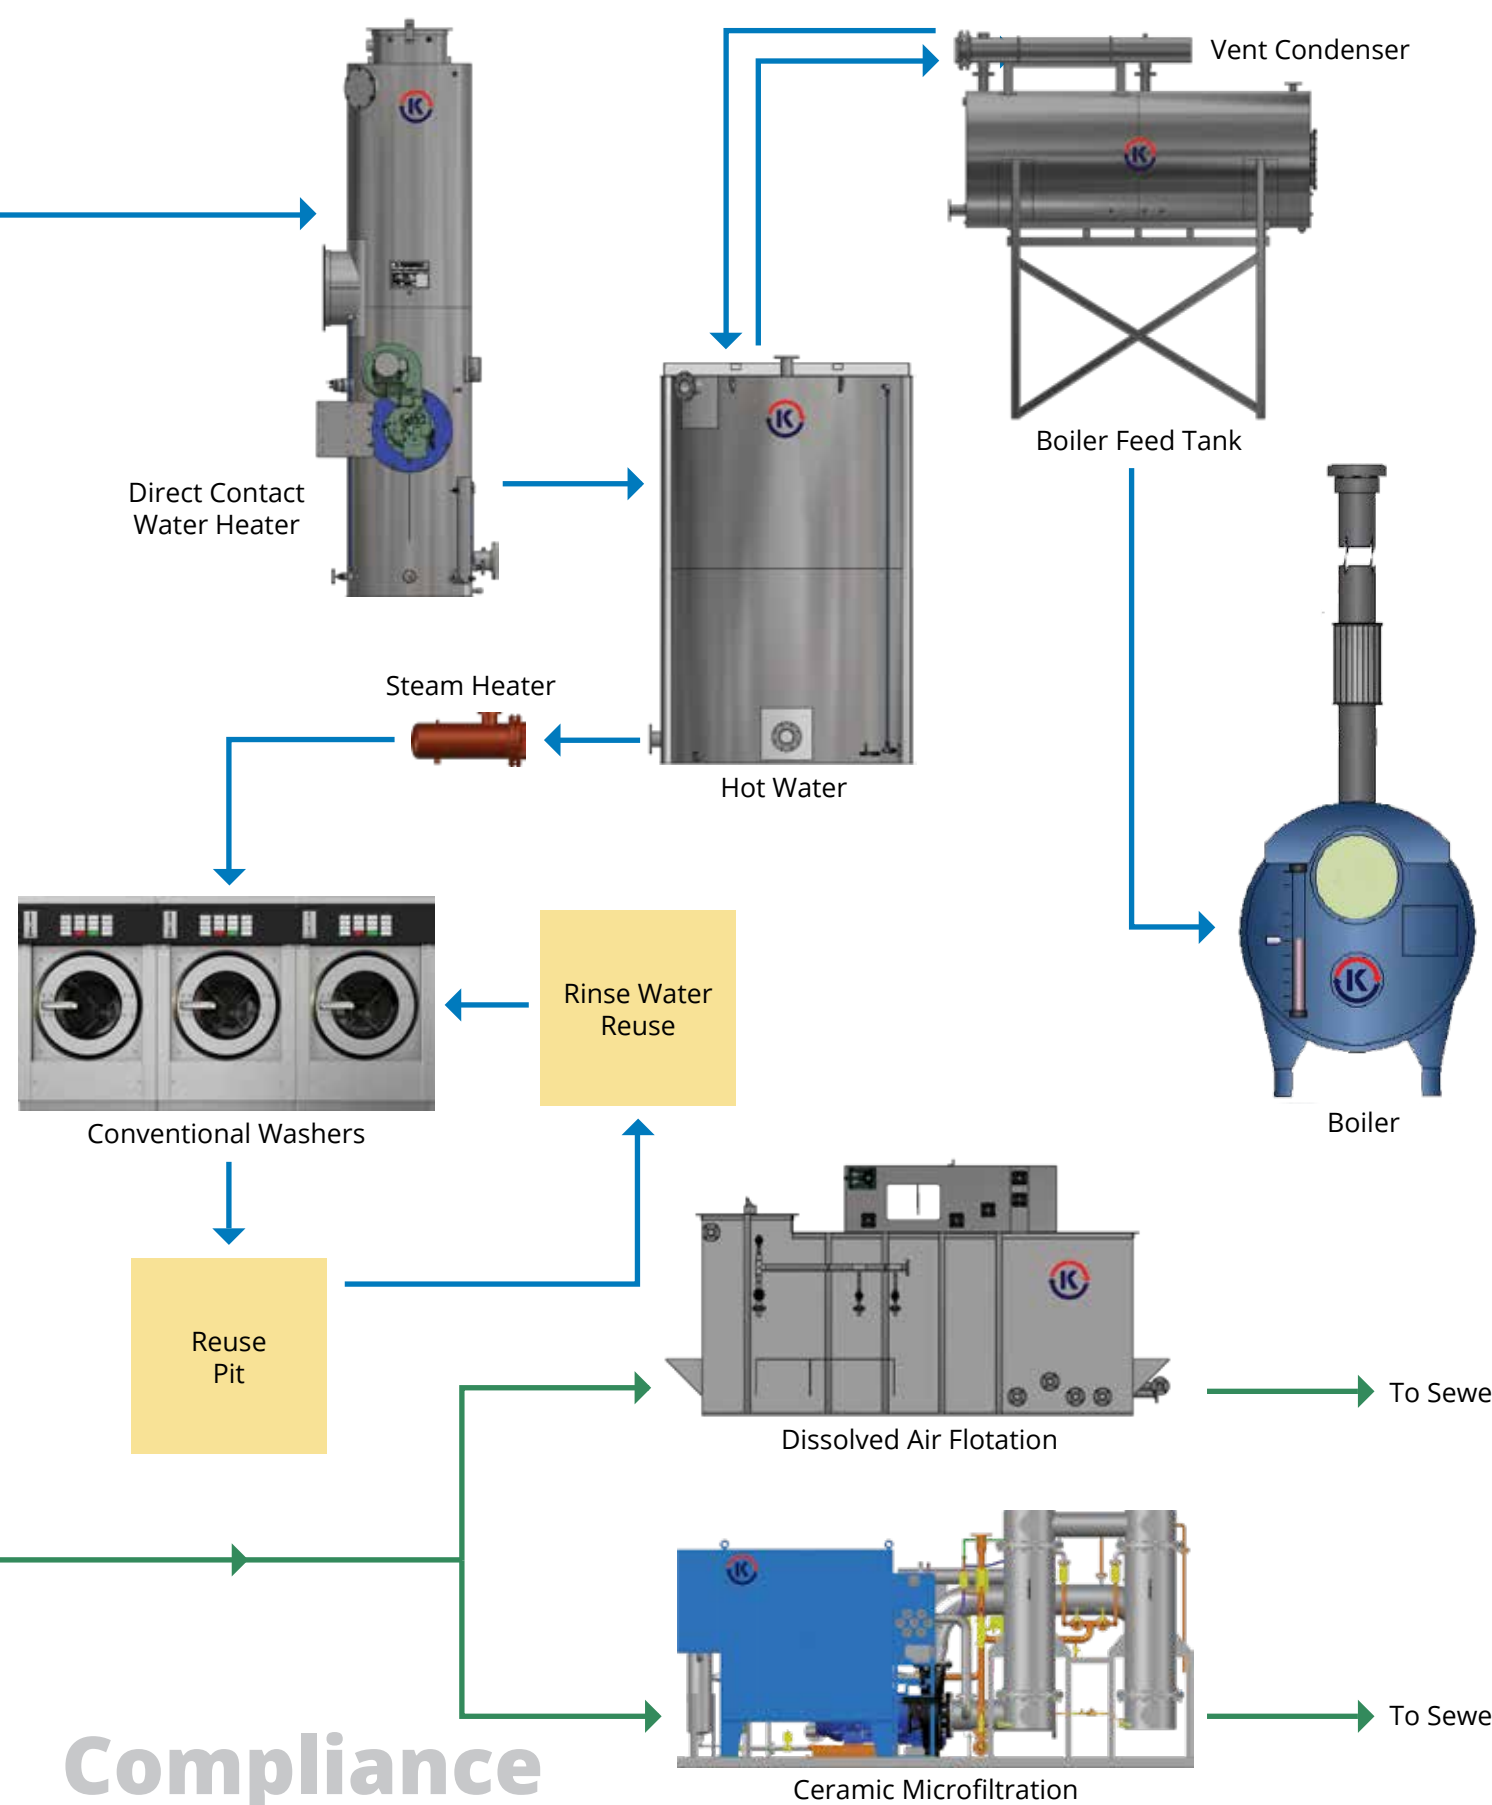 Vent Condenser
Boiler Feed Tank
Direct Contact
Water Heater
Steam Heater
Hot Water
Rinse Water
Reuse
Conventional Washers
Boiler
Reuse
Pit
To Sewe
Dissolved Air Flotation
To Sewe
Compliance
Ceramic Microfiltration
K
K
K
K
K
K